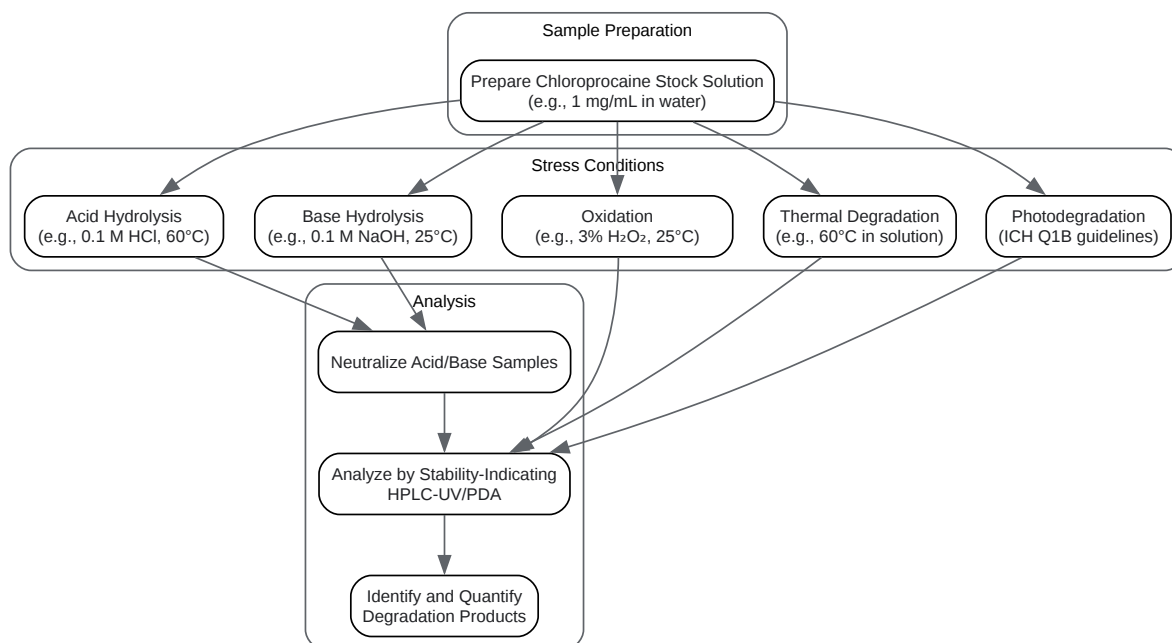 Sample Preparation
Prepare Chloroprocaine Stock Solution
(e.g., 1 mg/mL in water)
Stress Conditions
Acid Hydrolysis
(e.g., 0.1 M HCl, 60°C)
Base Hydrolysis
(e.g., 0.1 M NaOH, 25°C)
Oxidation
(e.g., 3% H₂O₂, 25°C)
Thermal Degradation
(e.g., 60°C in solution)
Photodegradation
(ICH Q1B guidelines)
Analysis
Neutralize Acid/Base Samples
Analyze by Stability-Indicating
HPLC-UV/PDA
Identify and Quantify
Degradation Products